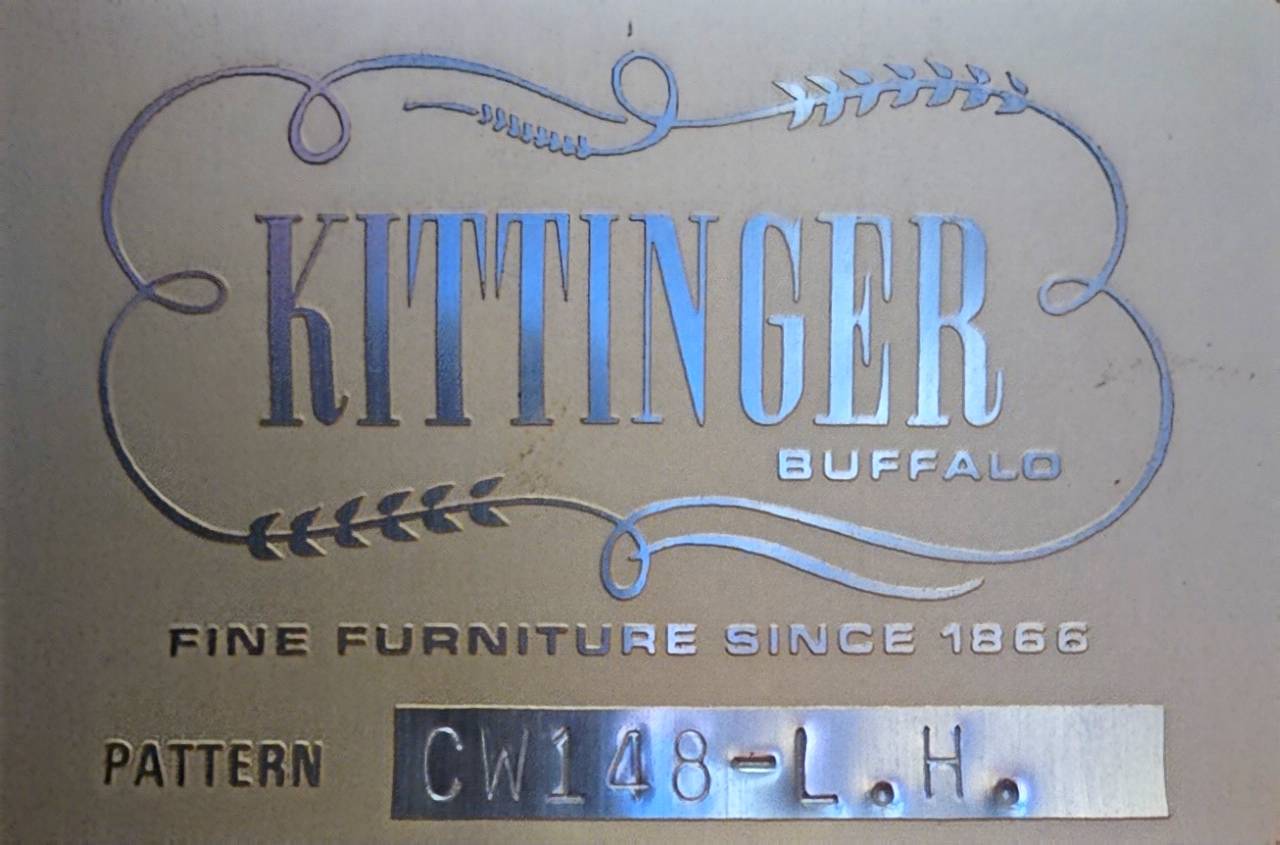 KITTINGER
BUFFALO
FINE FURNITURE SINCE 1866
PATTERN CW148-L.H.